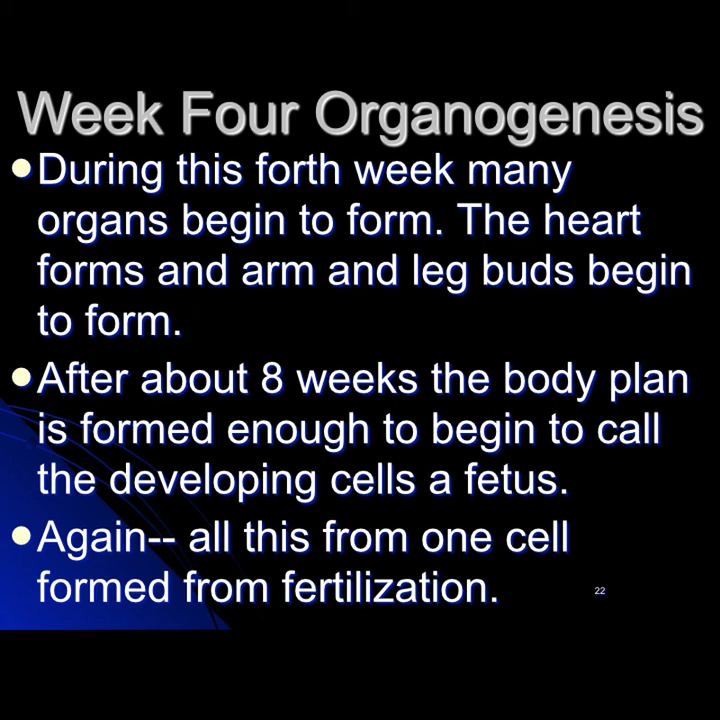 Week Four Organogenesis
During this forth week many
organs begin to form. The heart
forms and arm and leg buds begin
to form.
After about 8 weeks the body plan
is formed enough to begin to call
the developing cells a fetus.
Again-- all this from one cell
formed from fertilization.
22